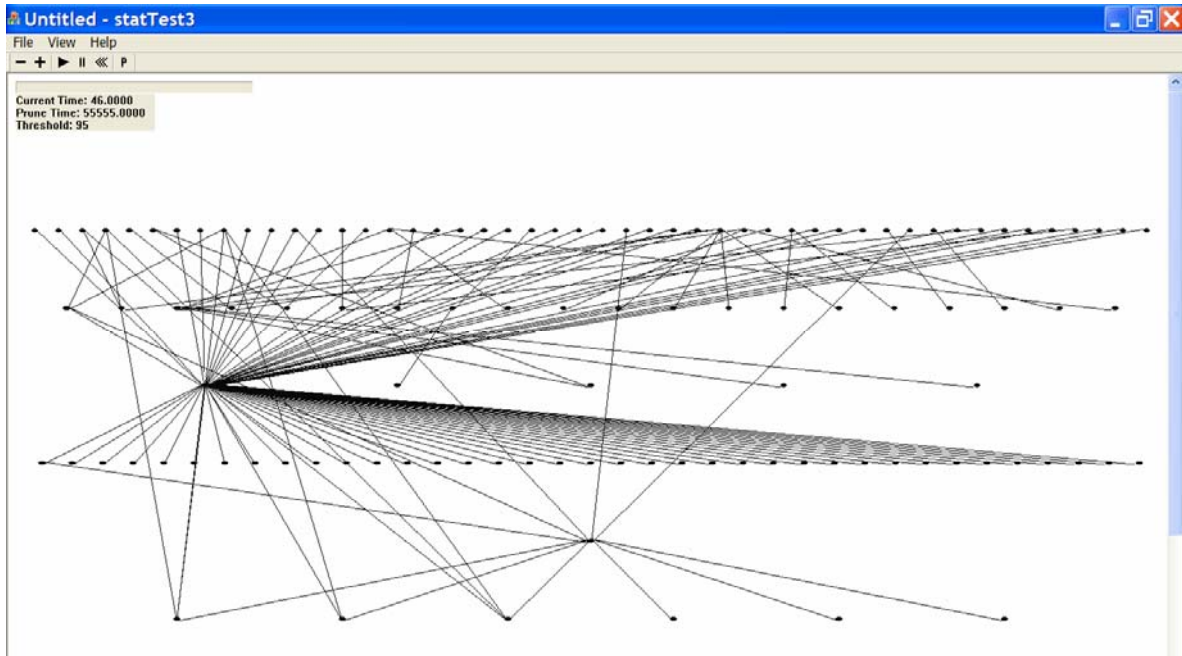 Untitled - statTest3
File View Help
P
Current Time: 46.0000
Prune Time: 55555.0000
Threshold: 95